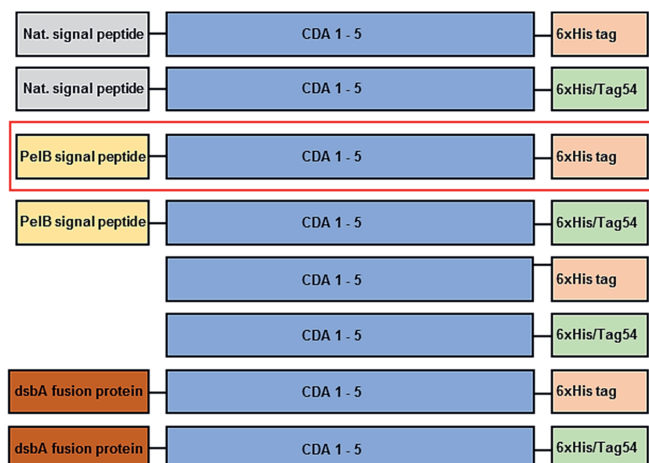 Nat. signal peptide CDA 1 - 5 6xHis tag
Nat. signal peptide CDA 1 - 5 6xHis/Tag54
PelB signal peptide CDA 1 - 5 6xHis tag
PelB signal peptide CDA 1 - 5 6xHis/Tag54
CDA 1 - 5 6xHis tag
CDA 1 - 5 6xHis/Tag54
dsbA fusion protein CDA 1 - 5 6xHis tag
dsbA fusion protein CDA 1 - 5 6xHis/Tag54